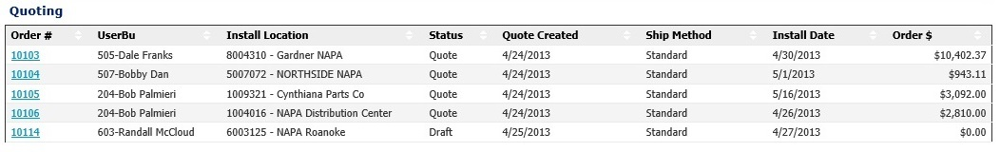 Quoting
Order # UserBu Install Location Status Quote Created Ship Method Install Date Order $
10103 505-Dale Franks 8004310 - Gardner NAPA Quote 4/24/2013 Standard 4/30/2013 $10,402.37
10104 507-Bobby Dan 5007072 - NORTHSIDE NAPA Quote 4/24/2013 Standard 5/1/2013 $943.11
10105 204-Bob Palmieri 1009321 - Cynthiana Parts Co Quote 4/24/2013 Standard 5/16/2013 $3,092.00
10106 204-Bob Palmieri 1004016 - NAPA Distribution Center Quote 4/24/2013 Standard 4/26/2013 $2,810.00
10114 603-Randall McCloud 6003125 - NAPA Roanoke Draft 4/25/2013 Standard 4/27/2013 $0.00